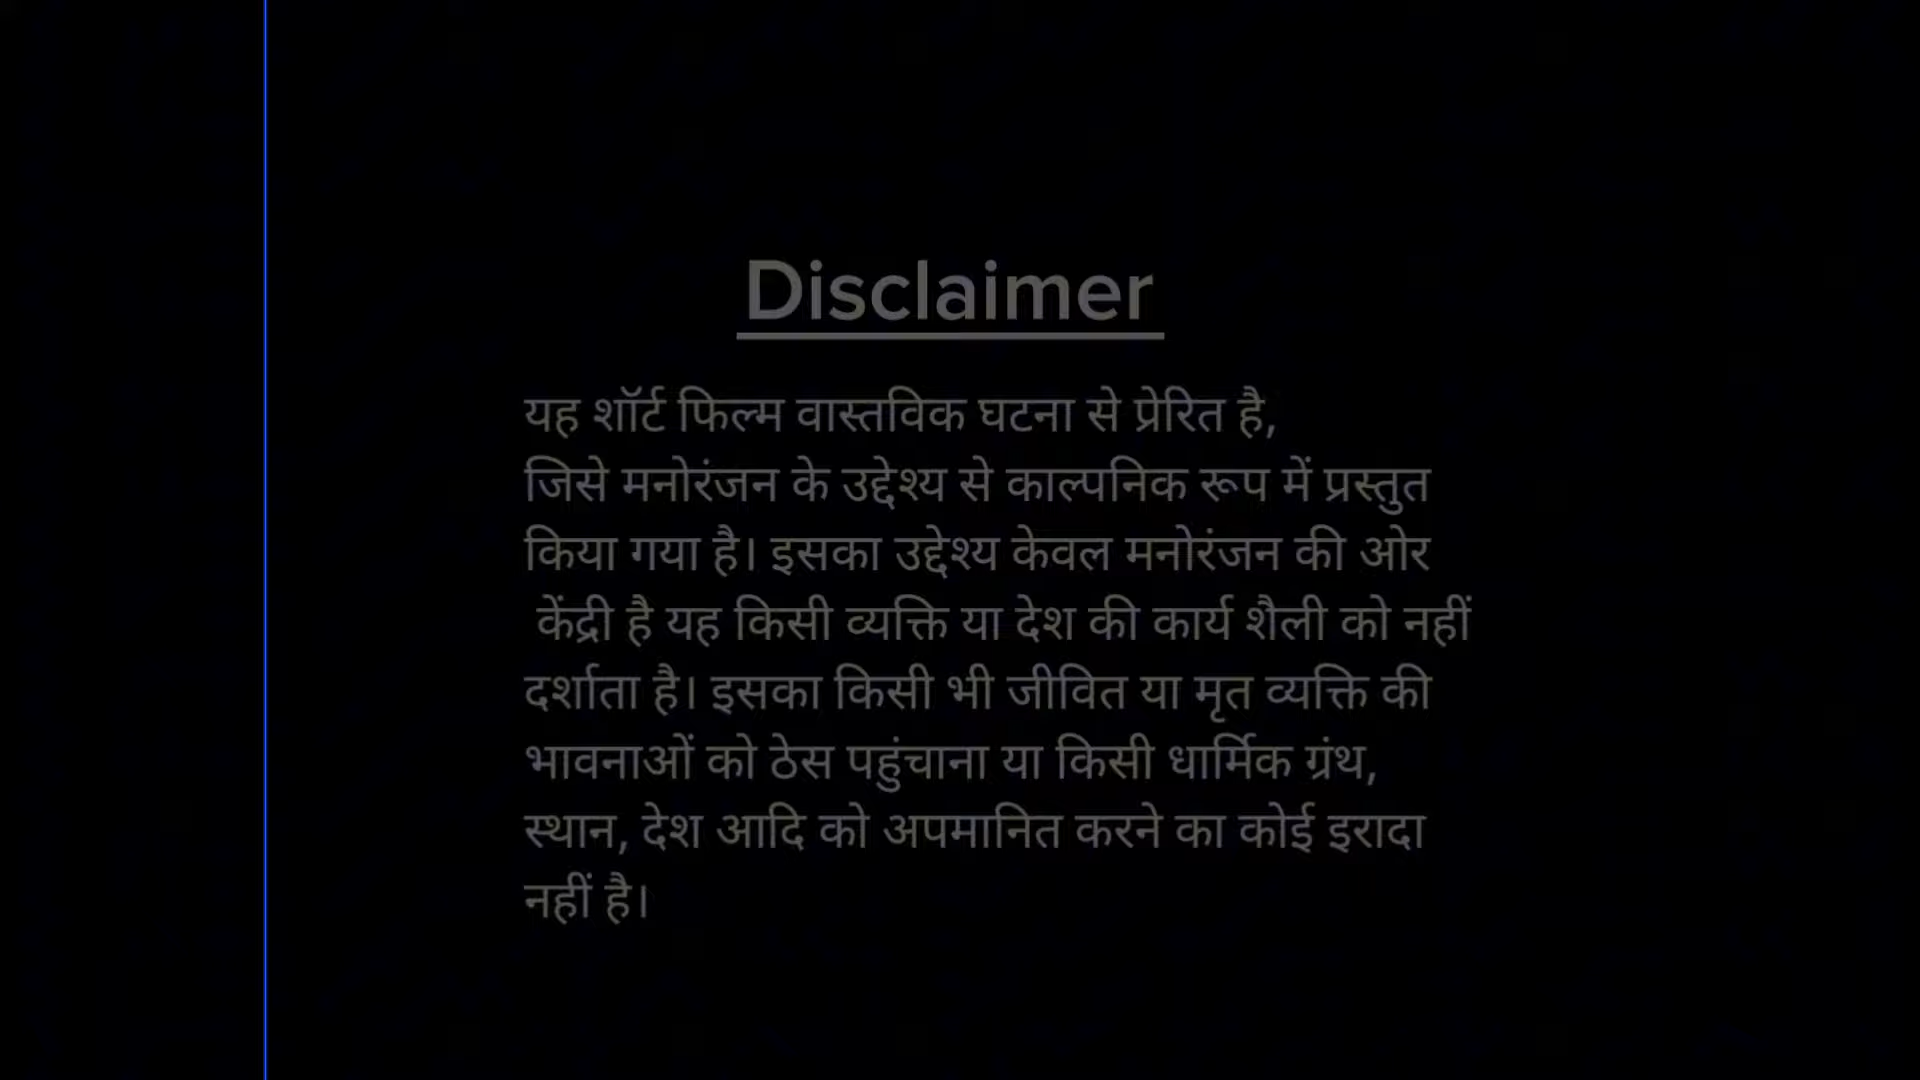 Disclaimer
यह शॉर्ट फिल्म वास्तविक घटना से प्रेरित है,
जिसे मनोरंजन के उद्देश्य से काल्पनिक रूप में प्रस्तुत
किया गया है। इसका उद्देश्य केवल मनोरंजन की ओर
केंद्री है यह किसी व्यक्ति या देश की कार्य शैली को नहीं
दर्शाता है। इसका किसी भी जीवित या मृत व्यक्ति की
भावनाओं को ठेस पहुंचाना या किसी धार्मिक ग्रंथ,
स्थान, देश आदि को अपमानित करने का कोई इरादा
नहीं है।